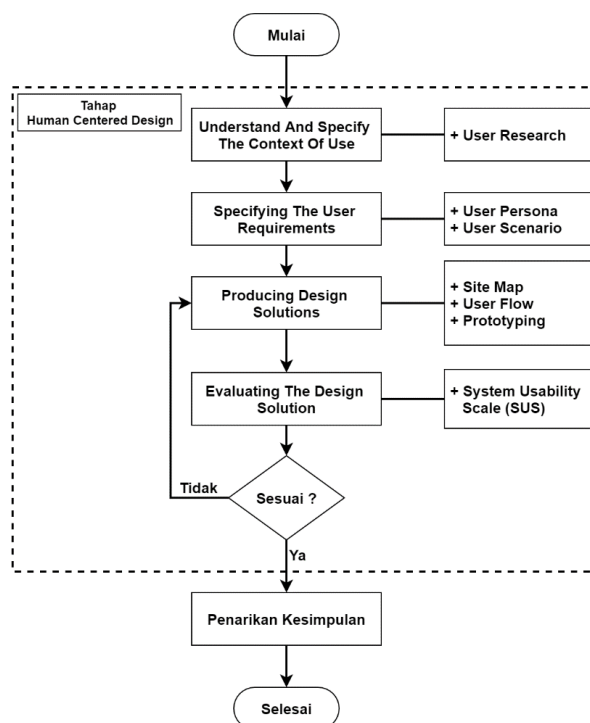 Mulai
Tahap
Human Centered Design
Understand And Specify
The Context Of Use
+ User Research
Specifying The User
Requirements
+ User Persona
+ User Scenario
Producing Design
Solutions
+ Site Map
+ User Flow
+ Prototyping
Evaluating The Design
Solution
+ System Usability
Scale (SUS)
Tidak
Sesuai ?
Ya
Penarikan Kesimpulan
Selesai